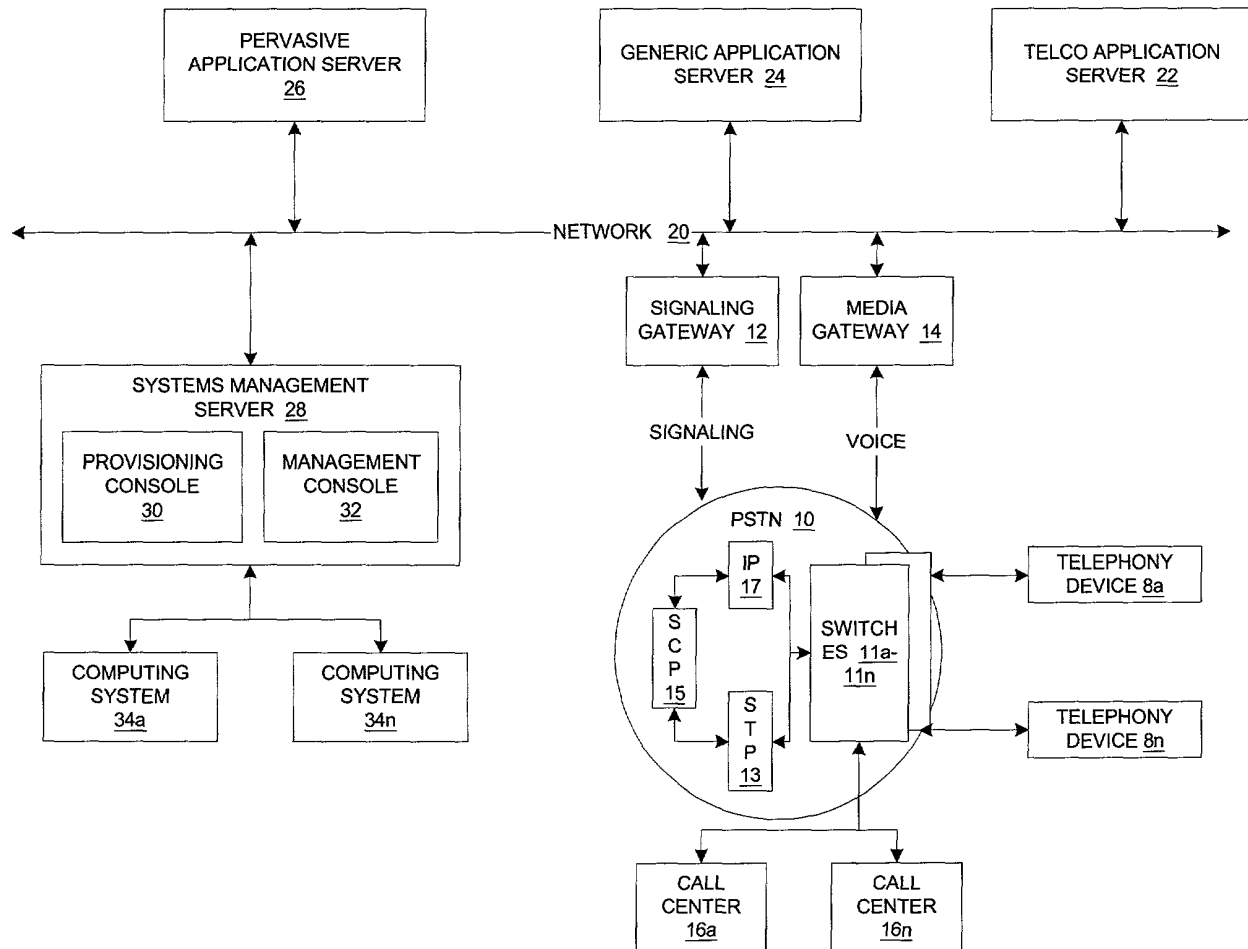 PERVASIVE
APPLICATION SERVER
26
GENERIC APPLICATION
SERVER 24
TELCO APPLICATION
SERVER 22
NETWORK 20
SIGNALING
GATEWAY 12
MEDIA
GATEWAY 14
SYSTEMS MANAGEMENT
SERVER 28
PROVISIONING
CONSOLE
30
MANAGEMENT
CONSOLE
32
SIGNALING
VOICE
PSTN 10
IP
17
S
C
P
15
S
T
P
13
SWITCH
ES 11a-
11n
TELEPHONY
DEVICE 8a
TELEPHONY
DEVICE 8n
COMPUTING
SYSTEM
34a
COMPUTING
SYSTEM
34n
CALL
CENTER
16a
CALL
CENTER
16n